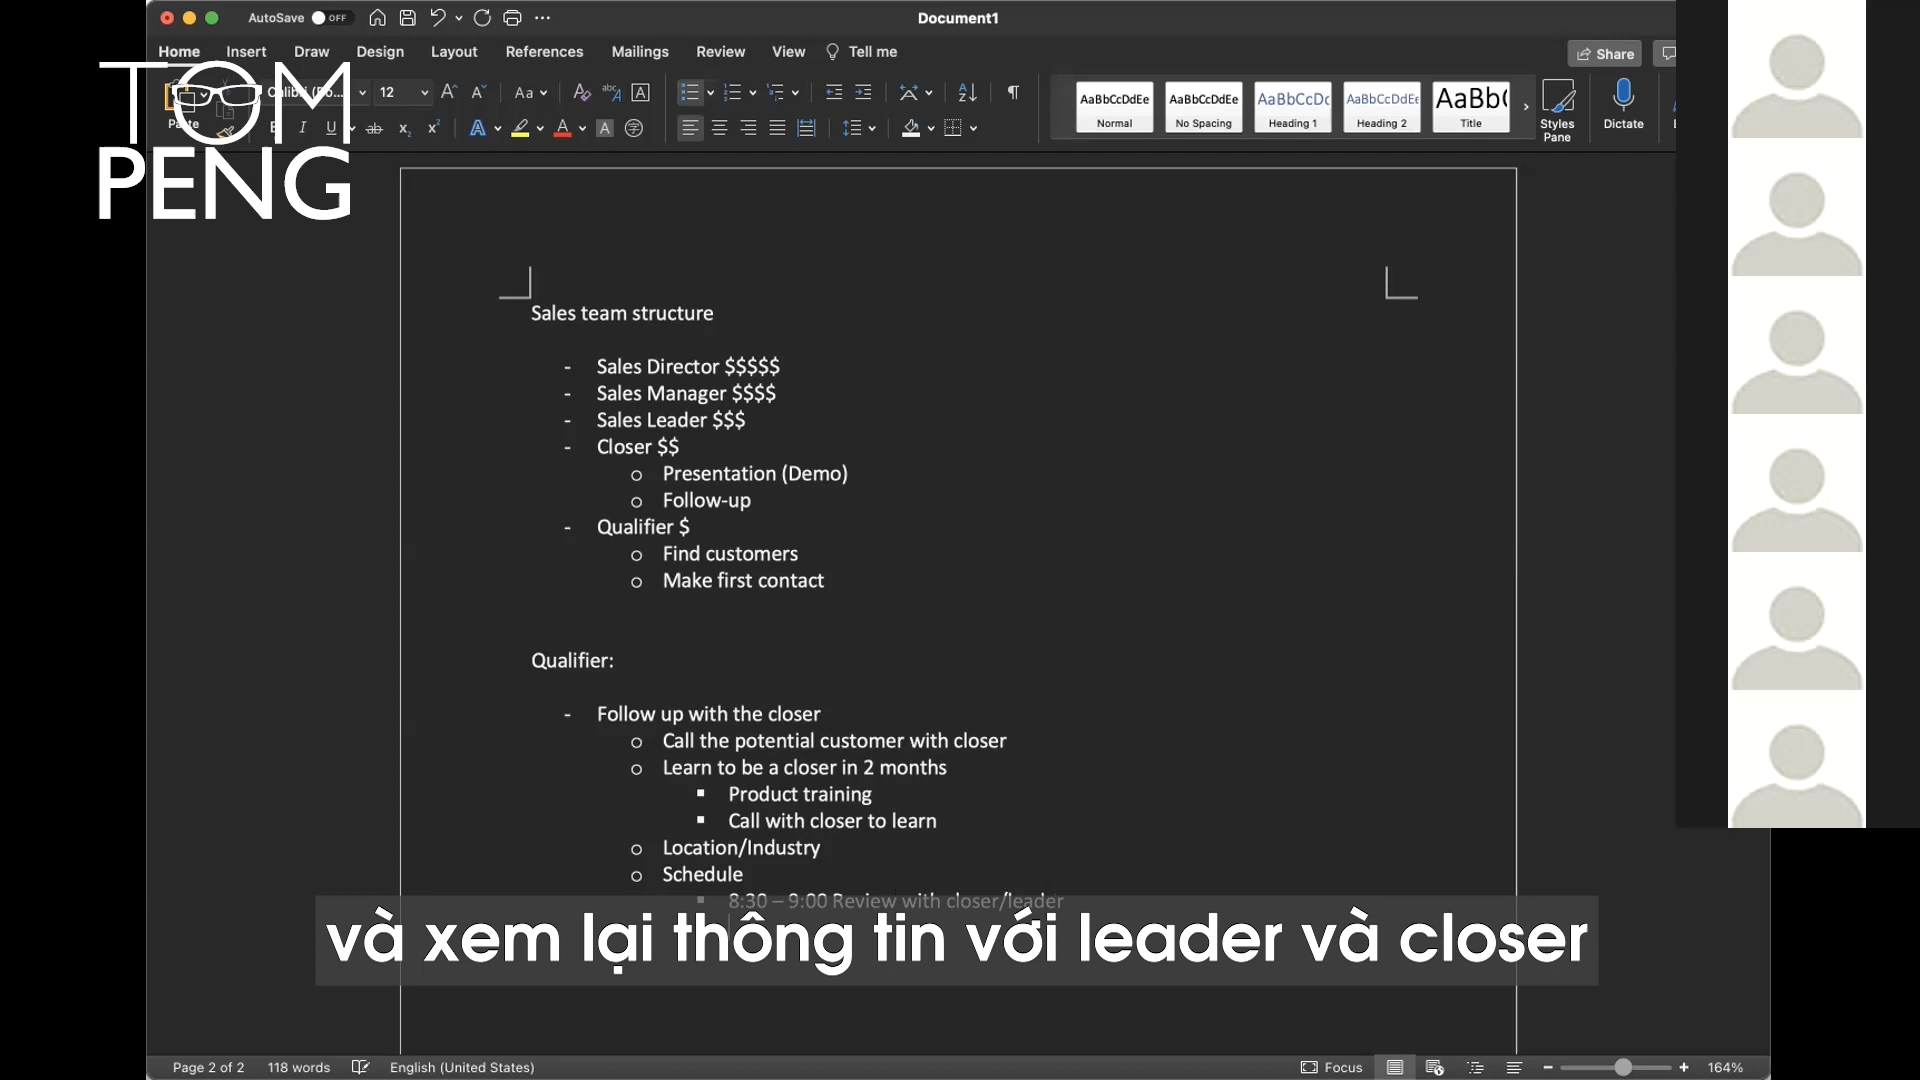 AutoSave OFF
Document1
Home Insert Draw Design Layout References Mailings Review View Tell me
Share
TOM
PENG
Paste
12
Aa
AaBbCcDdEe AaBbCcDdEe AaBbCcDc AaBbCcDdEe AaBb(
Normal No Spacing Heading 1 Heading 2 Title
Styles
Pane
Dictate
Sales team structure
- Sales Director $$$$$
- Sales Manager $$$$
- Sales Leader $$$
- Closer $$
o Presentation (Demo)
o Follow-up
- Qualifier $
o Find customers
o Make first contact
Qualifier:
- Follow up with the closer
o Call the potential customer with closer
o Learn to be a closer in 2 months
▪ Product training
▪ Call with closer to learn
o Location/Industry
o Schedule
▪ 8:30 – 9:00 Review with closer/leader
và xem lại thông tin với leader và closer
Page 2 of 2 118 words English (United States) Focus 164%